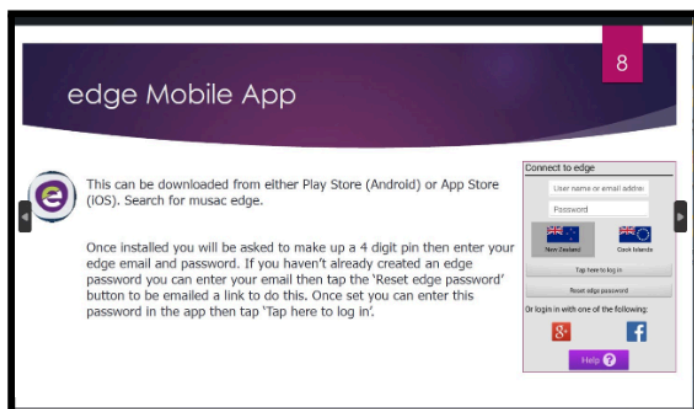 8
edge Mobile App
This can be downloaded from either Play Store (Android) or App Store
(iOS). Search for musac edge.
Once installed you will be asked to make up a 4 digit pin then enter your
edge email and password. If you haven't already created an edge
password you can enter your email then tap the 'Reset edge password'
button to be emailed a link to do this. Once set you can enter this
password in the app then tap 'Tap here to log in'.
Connect to edge
User name or email addre
Password
New Zealand
Cook Islands
Tap here to log in
Reset edge password
Or login in with one of the following:
Help ?